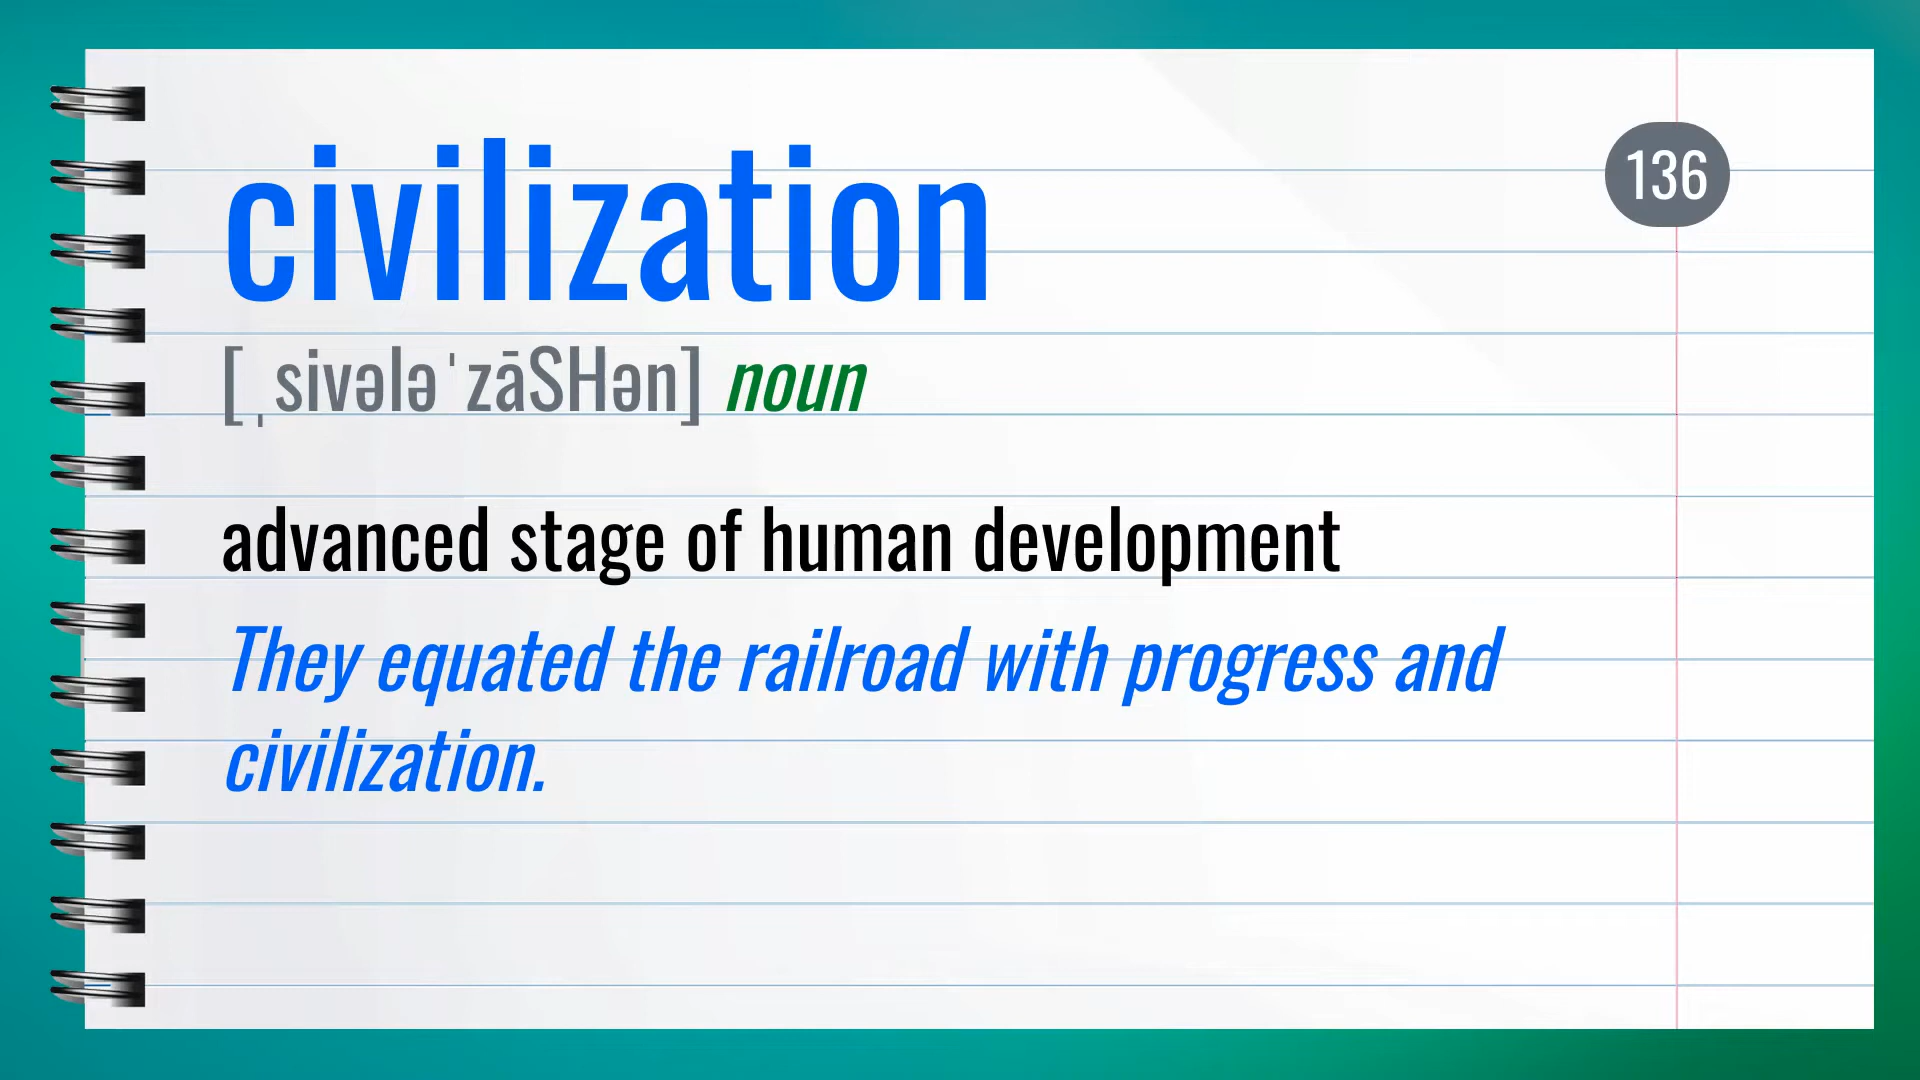 civilization
136
[ˌsivələˈzāSHən] noun
advanced stage of human development
They equated the railroad with progress and
civilization.